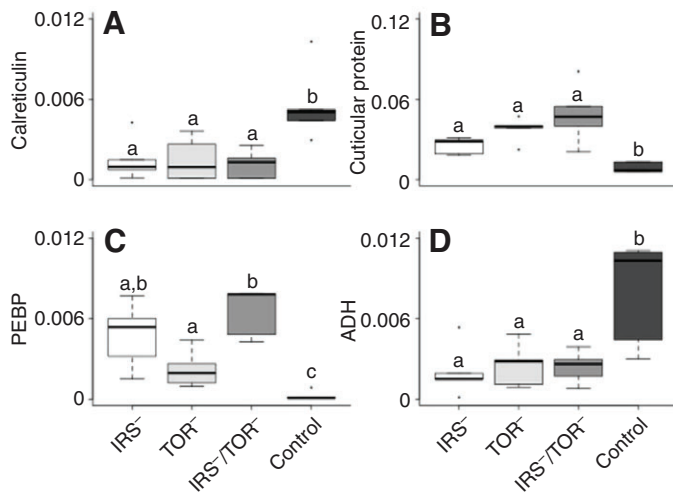 A
Calreticulin
0.012
0.006
0
a
a
a
b
B
Cuticular protein
0.12
0.06
0
a
a
a
b
C
PEBP
0.012
0.006
0
a,b
a
b
c
IRS⁻
TOR⁻
IRS⁻/TOR⁻
Control
D
ADH
0.012
0.006
0
a
a
a
b
IRS⁻
TOR⁻
IRS⁻/TOR⁻
Control